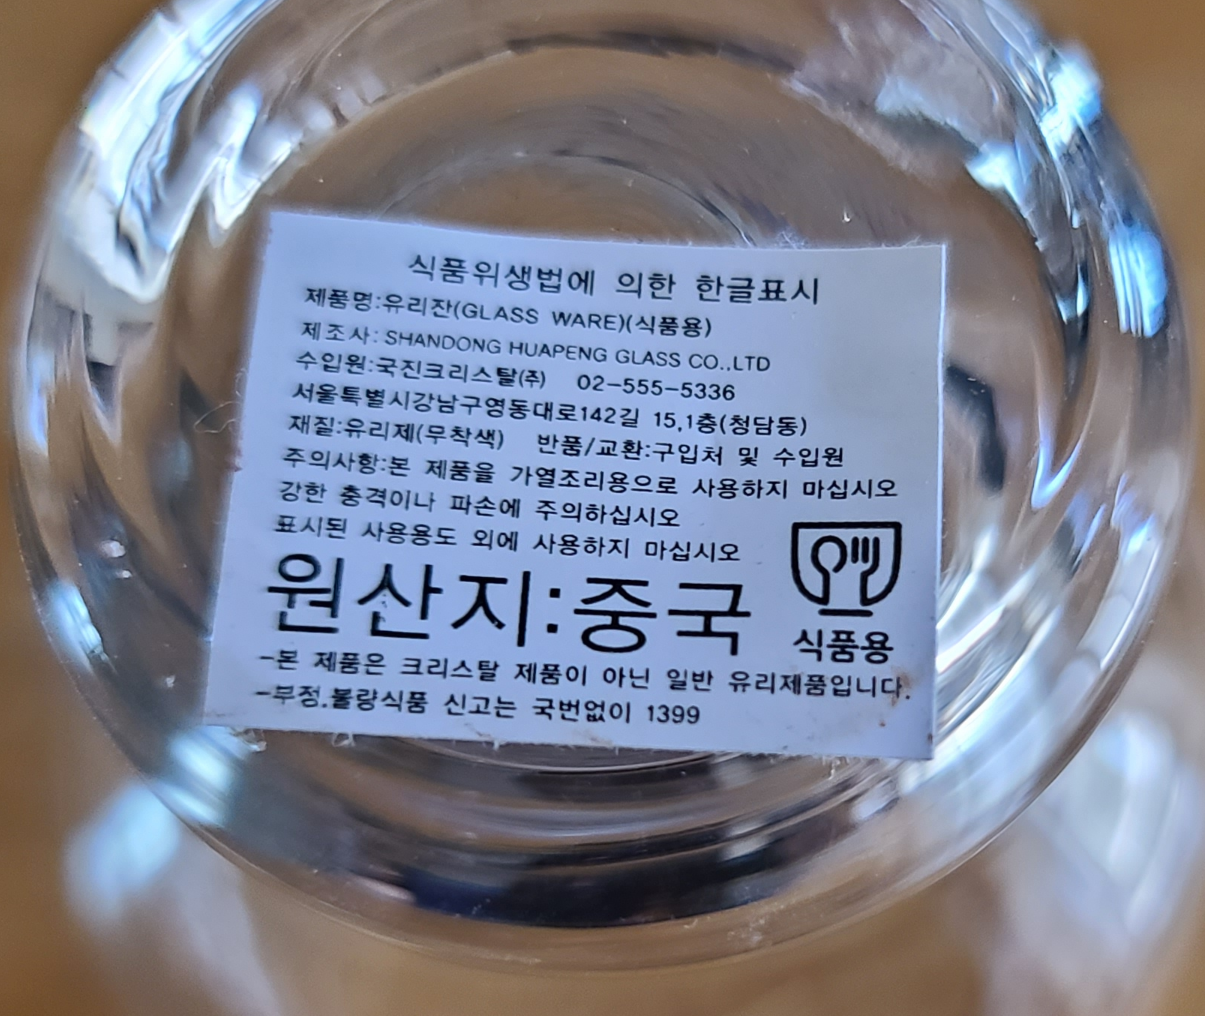 식품위생법에 의한 한글표시
제품명:유리잔(GLASS WARE)(식품용)
제조사:SHANDONG HUAPENG GLASS CO.,LTD
수입원:국진크리스탈(주) 02-555-5336
서울특별시강남구영동대로142길 15,1층(청담동)
재질:유리제(무착색) 반품/교환:구입처 및 수입원
주의사항:본 제품을 가열조리용으로 사용하지 마십시오
강한 충격이나 파손에 주의하십시오
표시된 사용용도 외에 사용하지 마십시오
원산지:중국
식품용
-본 제품은 크리스탈 제품이 아닌 일반 유리제품입니다.
-부정.불량식품 신고는 국번없이 1399